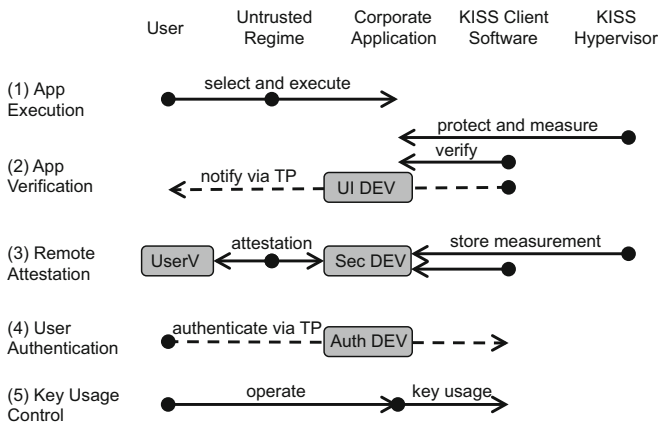 User
Untrusted Regime
Corporate Application
KISS Client Software
KISS Hypervisor
(1) App Execution
select and execute
protect and measure
(2) App Verification
verify
notify via TP
UI DEV
(3) Remote Attestation
UserV
attestation
Sec DEV
store measurement
(4) User Authentication
authenticate via TP
Auth DEV
(5) Key Usage Control
operate
key usage